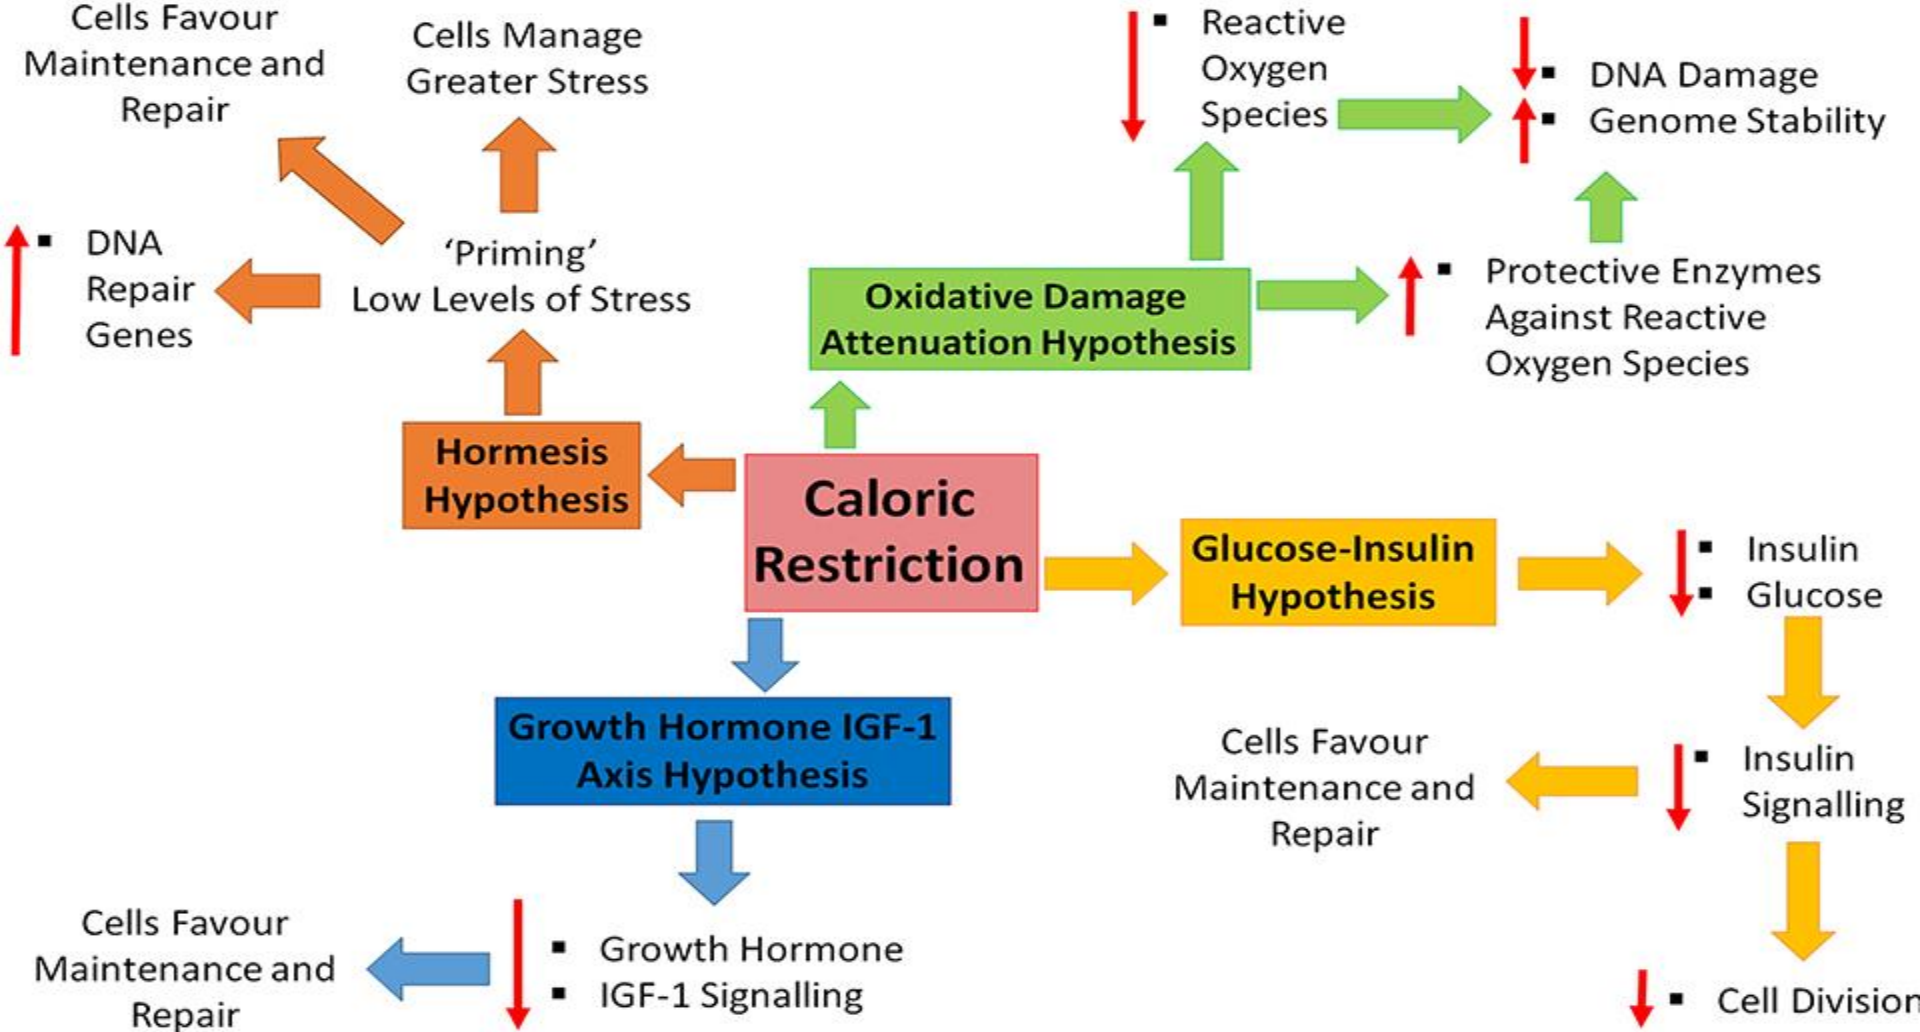 Cells Favour
Maintenance and
Repair
Cells Manage
Greater Stress
▪ DNA
Repair
Genes
‘Priming’
Low Levels of Stress
Hormesis
Hypothesis
▪ Reactive
Oxygen
Species
▪ DNA Damage
▪ Genome Stability
Oxidative Damage
Attenuation Hypothesis
▪ Protective Enzymes
Against Reactive
Oxygen Species
Caloric
Restriction
Glucose-Insulin
Hypothesis
▪ Insulin
▪ Glucose
▪ Insulin
Signalling
Cells Favour
Maintenance and
Repair
▪ Cell Division
Growth Hormone IGF-1
Axis Hypothesis
▪ Growth Hormone
▪ IGF-1 Signalling
Cells Favour
Maintenance and
Repair